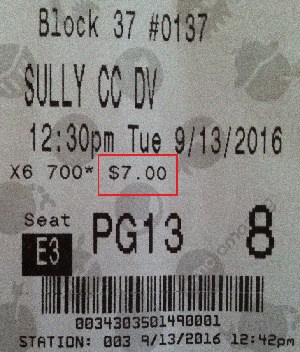 Block 37 #0137
SULLY CC DV
12:30pm Tue 9/13/2016
X6 700* $7.00
Seat
E3 PG13 8
0034303501490001
STATION: 003 9/13/2016 12:42pm